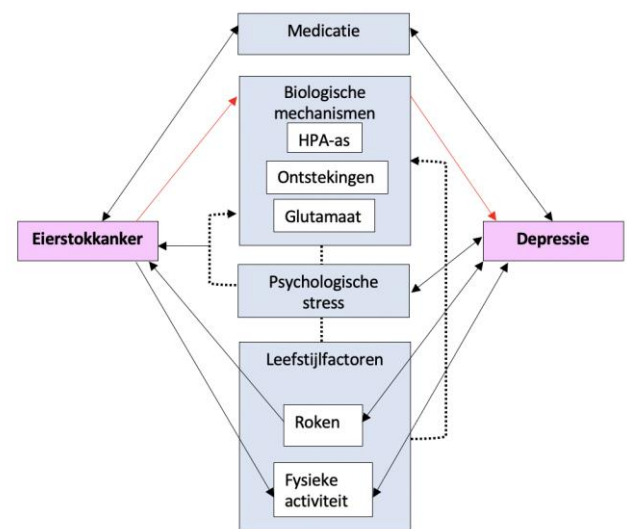 Medicatie
Biologische
mechanismen
HPA-as
Ontstekingen
Glutamaat
Eierstokkanker
Depressie
Psychologische
stress
Leefstijlfactoren
Roken
Fysieke
activiteit